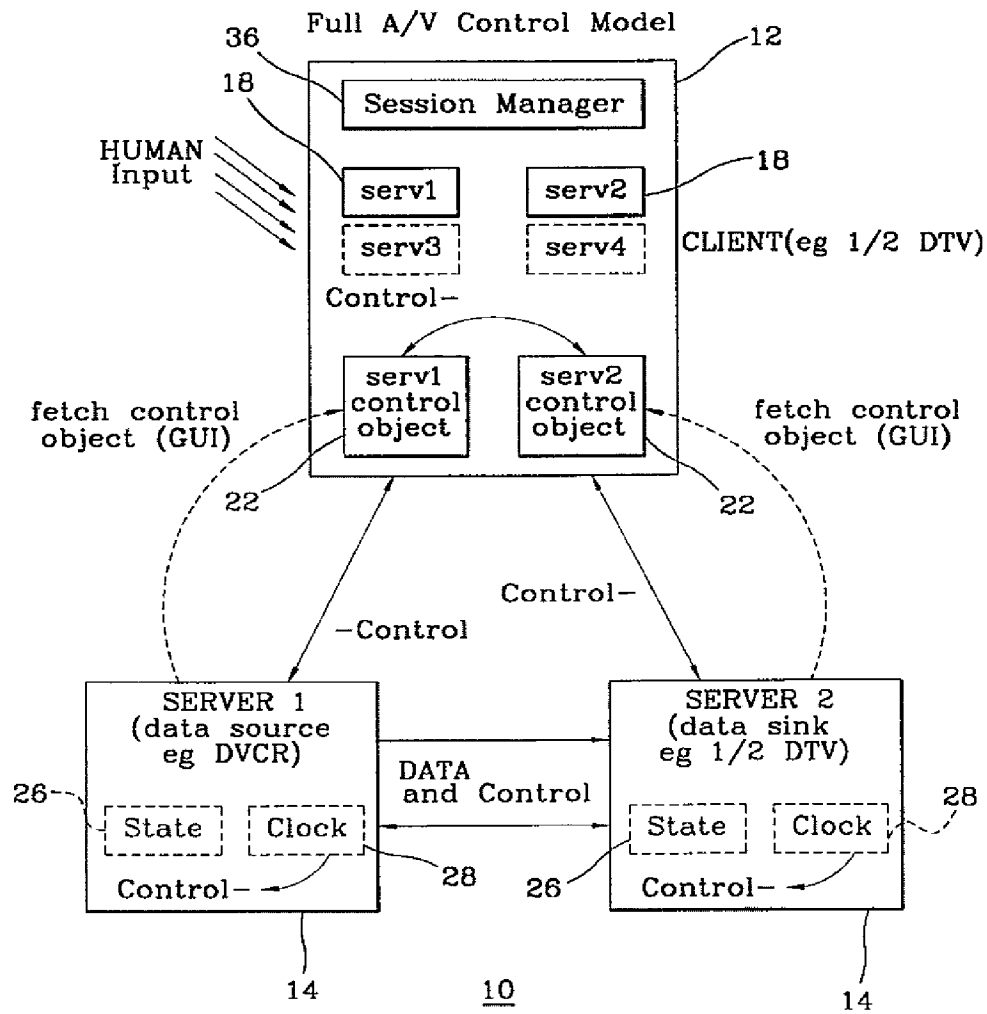 Full A/V Control Model
36
12
Session Manager
18
18
HUMAN
Input
serv1
serv2
serv3
serv4
CLIENT(eg 1/2 DTV)
Control-
serv1
control
object
serv2
control
object
fetch control
object (GUI)
fetch control
object (GUI)
22
22
Control-
-Control
SERVER 1
(data source
eg DVCR)
SERVER 2
(data sink
eg 1/2 DTV)
DATA
and Control
26
State
Clock
28
Control-
26
State
Clock
28
Control-
14
10
14